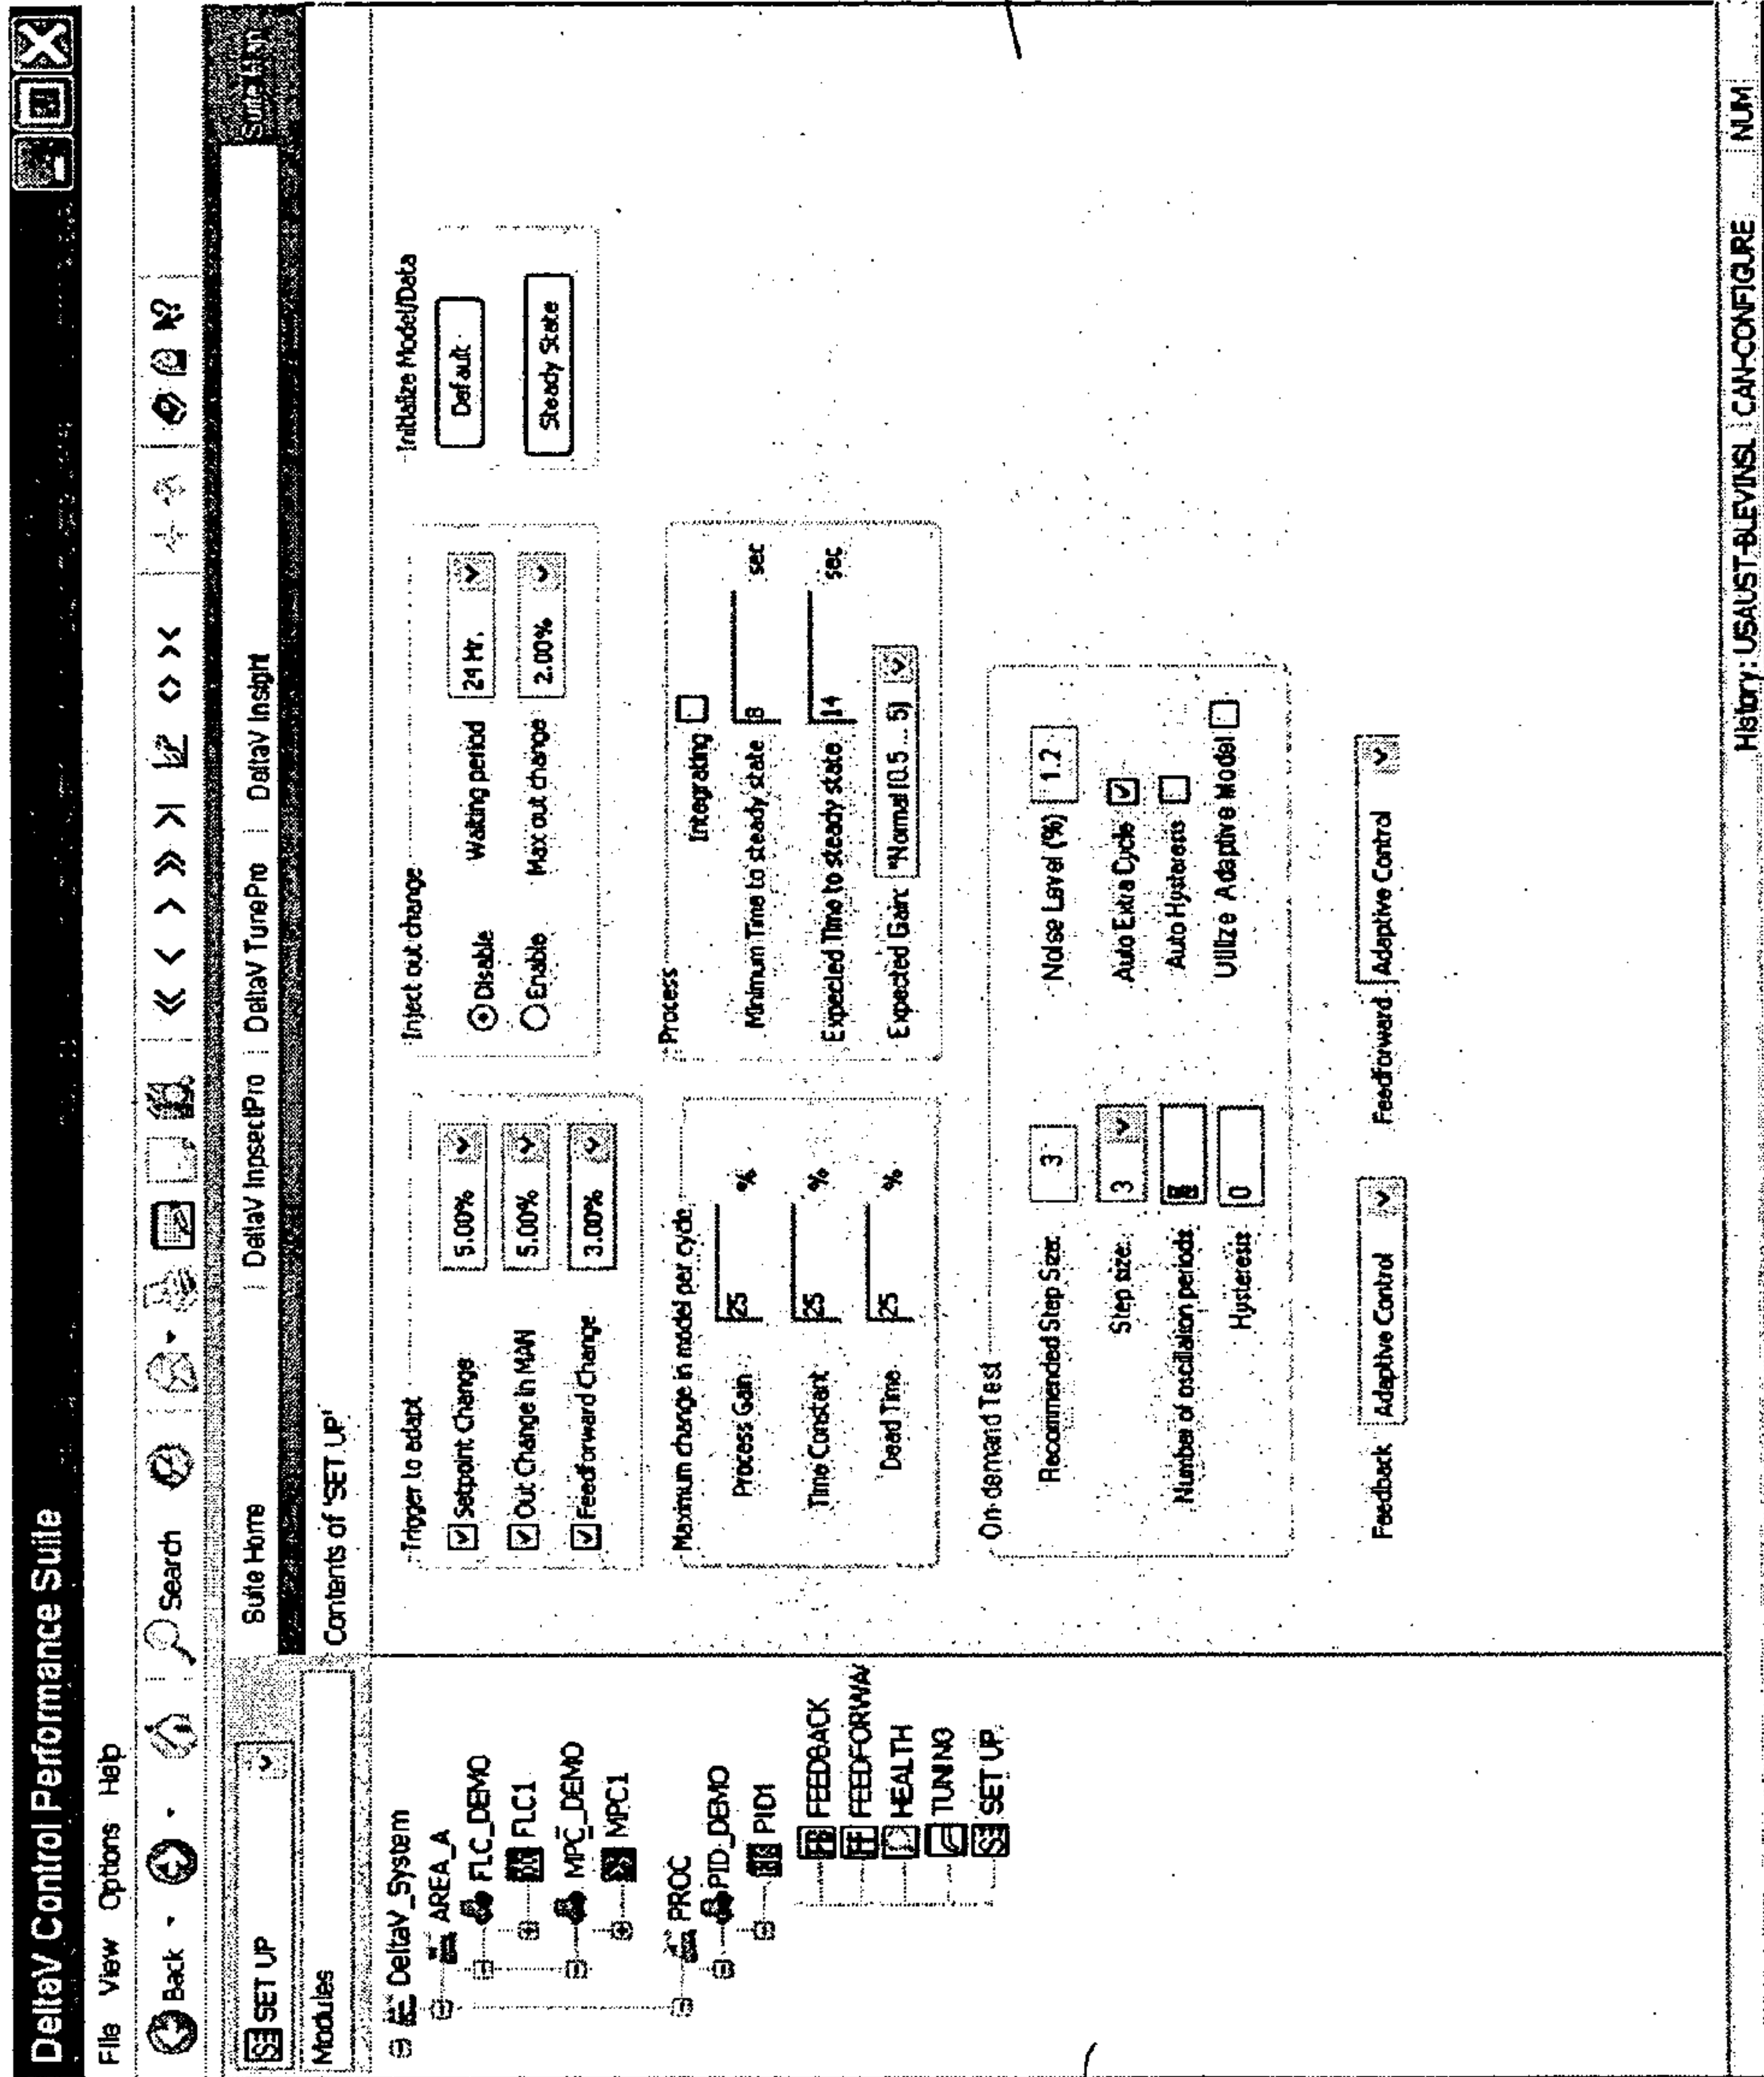 DeltaV Control Performance Suite
File View Options Help
Back Search
SET UP
Suite Home DeltaV InpsectPro DeltaV TunePro DeltaV Insight
Modules
Contents of 'SET UP'
DeltaV_System
AREA_A
FLC_DEMO
FLC1
MPC_DEMO
MPC1
PROC
PID_DEMO
PID1
FEEDBACK
FEEDFORWA
HEALTH
TUNING
SET UP
Trigger to adapt
Setpoint Change 5.00%
Out Change in MAN 5.00%
Feedforward Change 3.00%
Inject out change
Disable Waiting period 24 Hr.
Enable Max out change 2.00%
Initialize Model/Data
Default
Steady State
Maximum change in model per cycle
Process Gain 25 %
Time Constant 25 %
Dead Time 25 %
Process
Integrating
Minimum Time to steady state 8 sec
Expected Time to steady state 14 sec
Expected Gain: "Normal [0.5 ... 5]
On-demand Test
Recommended Step Size: 3 Noise Level (%) 1.2
Step size: 3 Auto Extra Cycle
Number of oscillation periods Auto Hysteresis
Hysteresis 0 Utilize Adaptive Model
Feedback Adaptive Control Feedforward Adaptive Control
History: USAUST-BLEVINSL CAN-CONFIGURE NUM